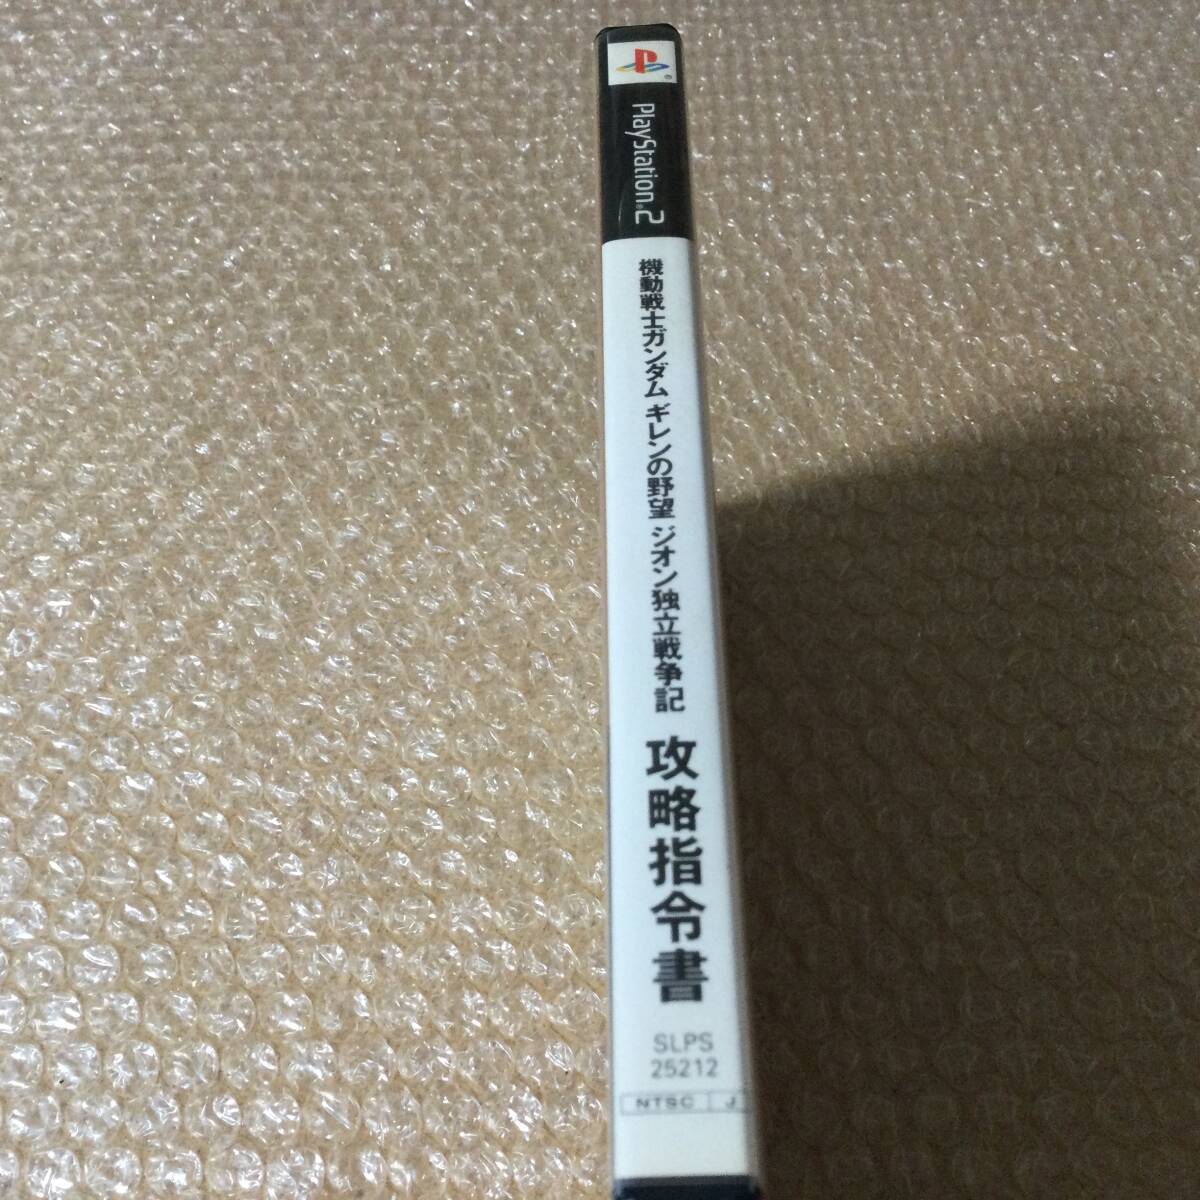 PlayStation®2
機動戦士ガンダム ギレンの野望 ジオン独立戦争記 攻略指令書
SLPS
25212
NTSC J